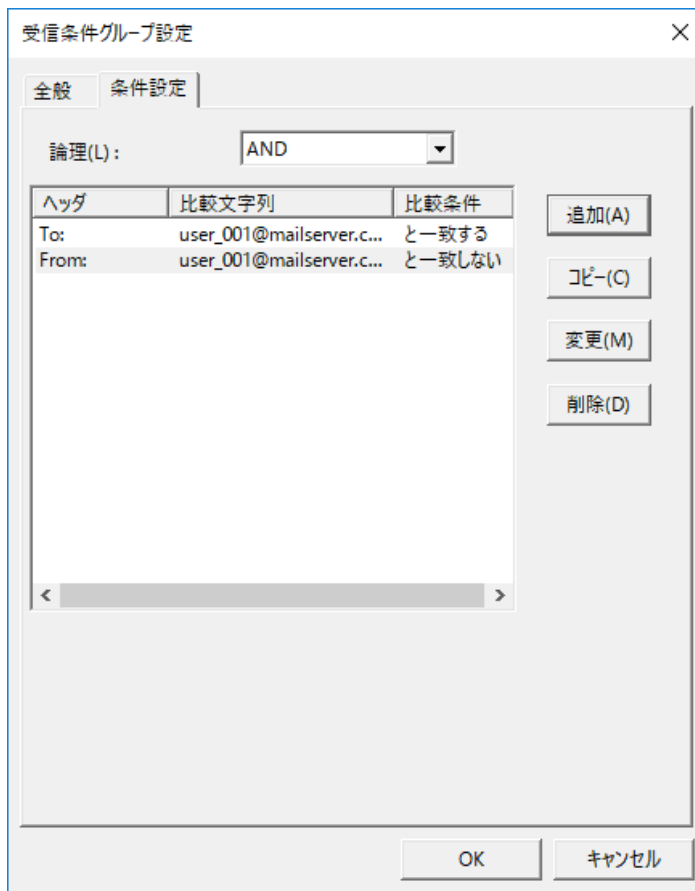 受信条件グループ設定
全般 条件設定
論理(L) : AND
ヘッダ 比較文字列 比較条件
To: user_001@mailserver.c... と一致する
From: user_001@mailserver.c... と一致しない
追加(A)
コピー(C)
変更(M)
削除(D)
OK キャンセル